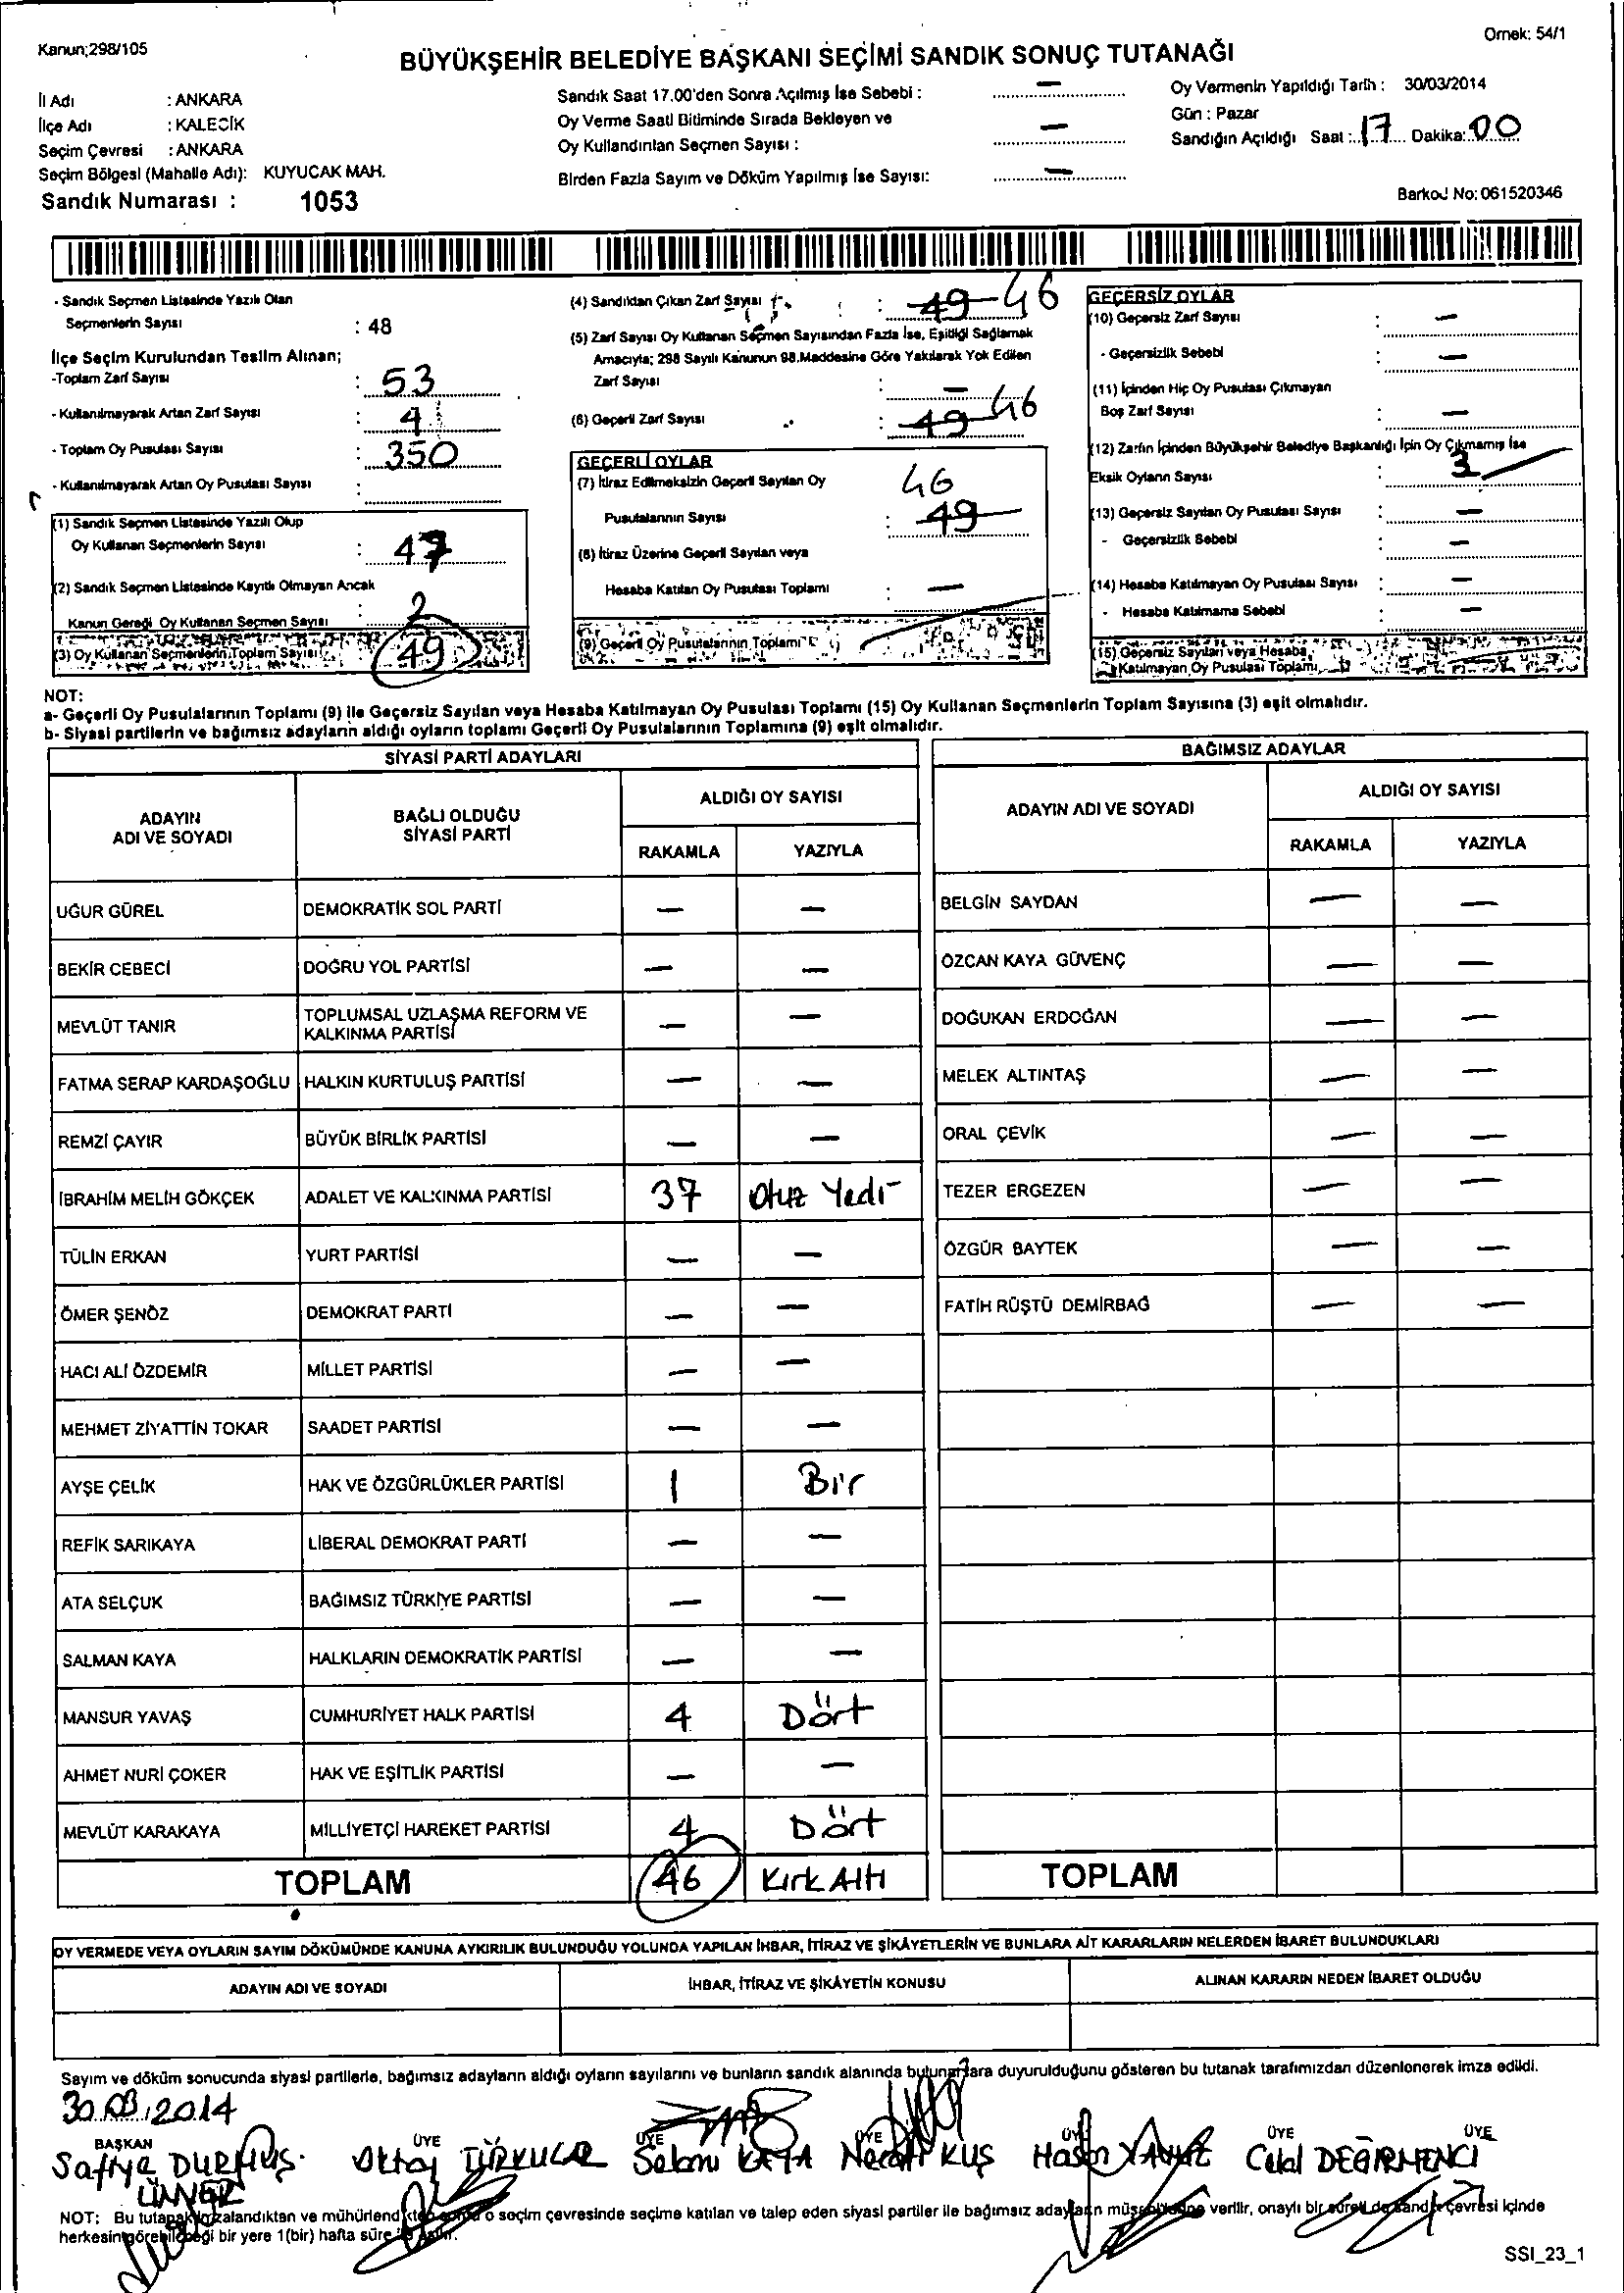 Kanun;298/105
Ornek: 54/1
BÜYÜKŞEHİR BELEDİYE BAŞKANI SEÇİMİ SANDIK SONUÇ TUTANAĞI
İl Adı : ANKARA
İlçe Adı : KALECİK
Seçim Çevresi : ANKARA
Seçim Bölgesi (Mahalle Adı): KUYUCAK MAH.
Sandık Numarası : 1053
Sandık Saat 17.00'den Sonra Açılmış İse Sebebi : —
Oy Verme Saati Bitiminde Sırada Bekleyen ve
Oy Kullandırılan Seçmen Sayısı : —
Birden Fazla Sayım ve Döküm Yapılmış İse Sayısı: —
Oy Vermenin Yapıldığı Tarih : 30/03/2014
Gün : Pazar
Sandığın Açıldığı Saat : 17 Dakika: 00
Barkod No: 061520346
- Sandık Seçmen Listesinde Yazılı Olan
Seçmenlerin Sayısı : 48
İlçe Seçim Kurulundan Teslim Alınan;
-Toplam Zarf Sayısı : 53
- Kullanılmayarak Artan Zarf Sayısı : 4
- Toplam Oy Pusulası Sayısı : 350
- Kullanılmayarak Artan Oy Pusulası Sayısı :
(1) Sandık Seçmen Listesinde Yazılı Olup
Oy Kullanan Seçmenlerin Sayısı : 47
(2) Sandık Seçmen Listesinde Kayıtlı Olmayan Ancak
Kanun Gereği Oy Kullanan Seçmen Sayısı : 2
(3) Oy Kullanan Seçmenlerin Toplam Sayısı : 49
(4) Sandıktan Çıkan Zarf Sayısı : 49 46
(5) Zarf Sayısı Oy Kullanan Seçmen Sayısından Fazla İse, Eşitliği Sağlamak
Amacıyla; 298 Sayılı Kanunun 98.Maddesine Göre Yakılarak Yok Edilen
Zarf Sayısı : —
(6) Geçerli Zarf Sayısı : 49 46
GEÇERLİ OYLAR
(7) İtiraz Edilmeksizin Geçerli Sayılan Oy 46
Pusulalarının Sayısı : 49
(8) İtiraz Üzerine Geçerli Sayılan veya
Hesaba Katılan Oy Pusulası Toplamı : —
(9) Geçerli Oy Pusulalarının Toplamı
GEÇERSİZ OYLAR
(10) Geçersiz Zarf Sayısı : —
- Geçersizlik Sebebi : —
(11) İçinden Hiç Oy Pusulası Çıkmayan
Boş Zarf Sayısı : —
(12) Zarfın İçinden Büyükşehir Belediye Başkanlığı İçin Oy Çıkmamış İse
Eksik Oyların Sayısı : 3
(13) Geçersiz Sayılan Oy Pusulası Sayısı : —
- Geçersizlik Sebebi : —
(14) Hesaba Katılmayan Oy Pusulası Sayısı : —
- Hesaba Katılmama Sebebi : —
(15) Geçersiz Sayılan veya Hesaba
Katılmayan Oy Pusulası Toplamı
NOT:
a- Geçerli Oy Pusulalarının Toplamı (9) ile Geçersiz Sayılan veya Hesaba Katılmayan Oy Pusulası Toplamı (15) Oy Kullanan Seçmenlerin Toplam Sayısına (3) eşit olmalıdır.
b- Siyasi partilerin ve bağımsız adayların aldığı oyların toplamı Geçerli Oy Pusulalarının Toplamına (9) eşit olmalıdır.
SİYASİ PARTİ ADAYLARI
ADAYIN ADI VE SOYADI
BAĞLI OLDUĞU SİYASİ PARTİ
ALDIĞI OY SAYISI
RAKAMLA YAZIYLA
UĞUR GÜREL DEMOKRATİK SOL PARTİ — —
BEKİR CEBECİ DOĞRU YOL PARTİSİ — —
MEVLÜT TANIR TOPLUMSAL UZLAŞMA REFORM VE KALKINMA PARTİSİ — —
FATMA SERAP KARDAŞOĞLU HALKIN KURTULUŞ PARTİSİ — —
REMZİ ÇAYIR BÜYÜK BİRLİK PARTİSİ — —
İBRAHİM MELİH GÖKÇEK ADALET VE KALKINMA PARTİSİ 37 Otuz Yedi
TÜLİN ERKAN YURT PARTİSİ — —
ÖMER ŞENÖZ DEMOKRAT PARTİ — —
HACI ALİ ÖZDEMİR MİLLET PARTİSİ — —
MEHMET ZİYATTİN TOKAR SAADET PARTİSİ — —
AYŞE ÇELİK HAK VE ÖZGÜRLÜKLER PARTİSİ 1 Bir
REFİK SARIKAYA LİBERAL DEMOKRAT PARTİ — —
ATA SELÇUK BAĞIMSIZ TÜRKİYE PARTİSİ — —
SALMAN KAYA HALKLARIN DEMOKRATİK PARTİSİ — —
MANSUR YAVAŞ CUMHURİYET HALK PARTİSİ 4 Dört
AHMET NURİ ÇOKER HAK VE EŞİTLİK PARTİSİ — —
MEVLÜT KARAKAYA MİLLİYETÇİ HAREKET PARTİSİ 4 Dört
TOPLAM 46 Kırk Altı
BAĞIMSIZ ADAYLAR
ADAYIN ADI VE SOYADI
ALDIĞI OY SAYISI
RAKAMLA YAZIYLA
BELGİN SAYDAN — —
ÖZCAN KAYA GÜVENÇ — —
DOĞUKAN ERDOĞAN — —
MELEK ALTINTAŞ — —
ORAL ÇEVİK — —
TEZER ERGEZEN — —
ÖZGÜR BAYTEK — —
FATİH RÜŞTÜ DEMİRBAĞ — —
TOPLAM
OY VERMEDE VEYA OYLARIN SAYIM DÖKÜMÜNDE KANUNA AYKIRILIK BULUNDUĞU YOLUNDA YAPILAN İHBAR, İTİRAZ VE ŞİKÂYETLERİN VE BUNLARA AİT KARARLARIN NELERDEN İBARET BULUNDUKLARI
ADAYIN ADI VE SOYADI
İHBAR, İTİRAZ VE ŞİKÂYETİN KONUSU
ALINAN KARARIN NEDEN İBARET OLDUĞU
Sayım ve döküm sonucunda siyasi partilerle, bağımsız adayların aldığı oyların sayılarını ve bunların sandık alanında bulunanlara duyurulduğunu gösteren bu tutanak tarafımızdan düzenlenerek imza edildi.
30.03.2014
BAŞKAN ÜYE ÜYE ÜYE ÜYE ÜYE ÜYE
Safiye DURMUŞ Oktay TÜRKUCAR Selami KAYA KUŞ Hasan YAVUZ Celal DEĞİRMENCİ
NOT: Bu tutanak imzalandıktan ve mühürlendikten sonra o seçim çevresinde seçime katılan ve talep eden siyasi partiler ile bağımsız adayların müşahitlerine verilir, onaylı bir sureti de sandık çevresi içinde
herkesin görebileceği bir yere 1(bir) hafta süre ile asılır.
SSI_23_1